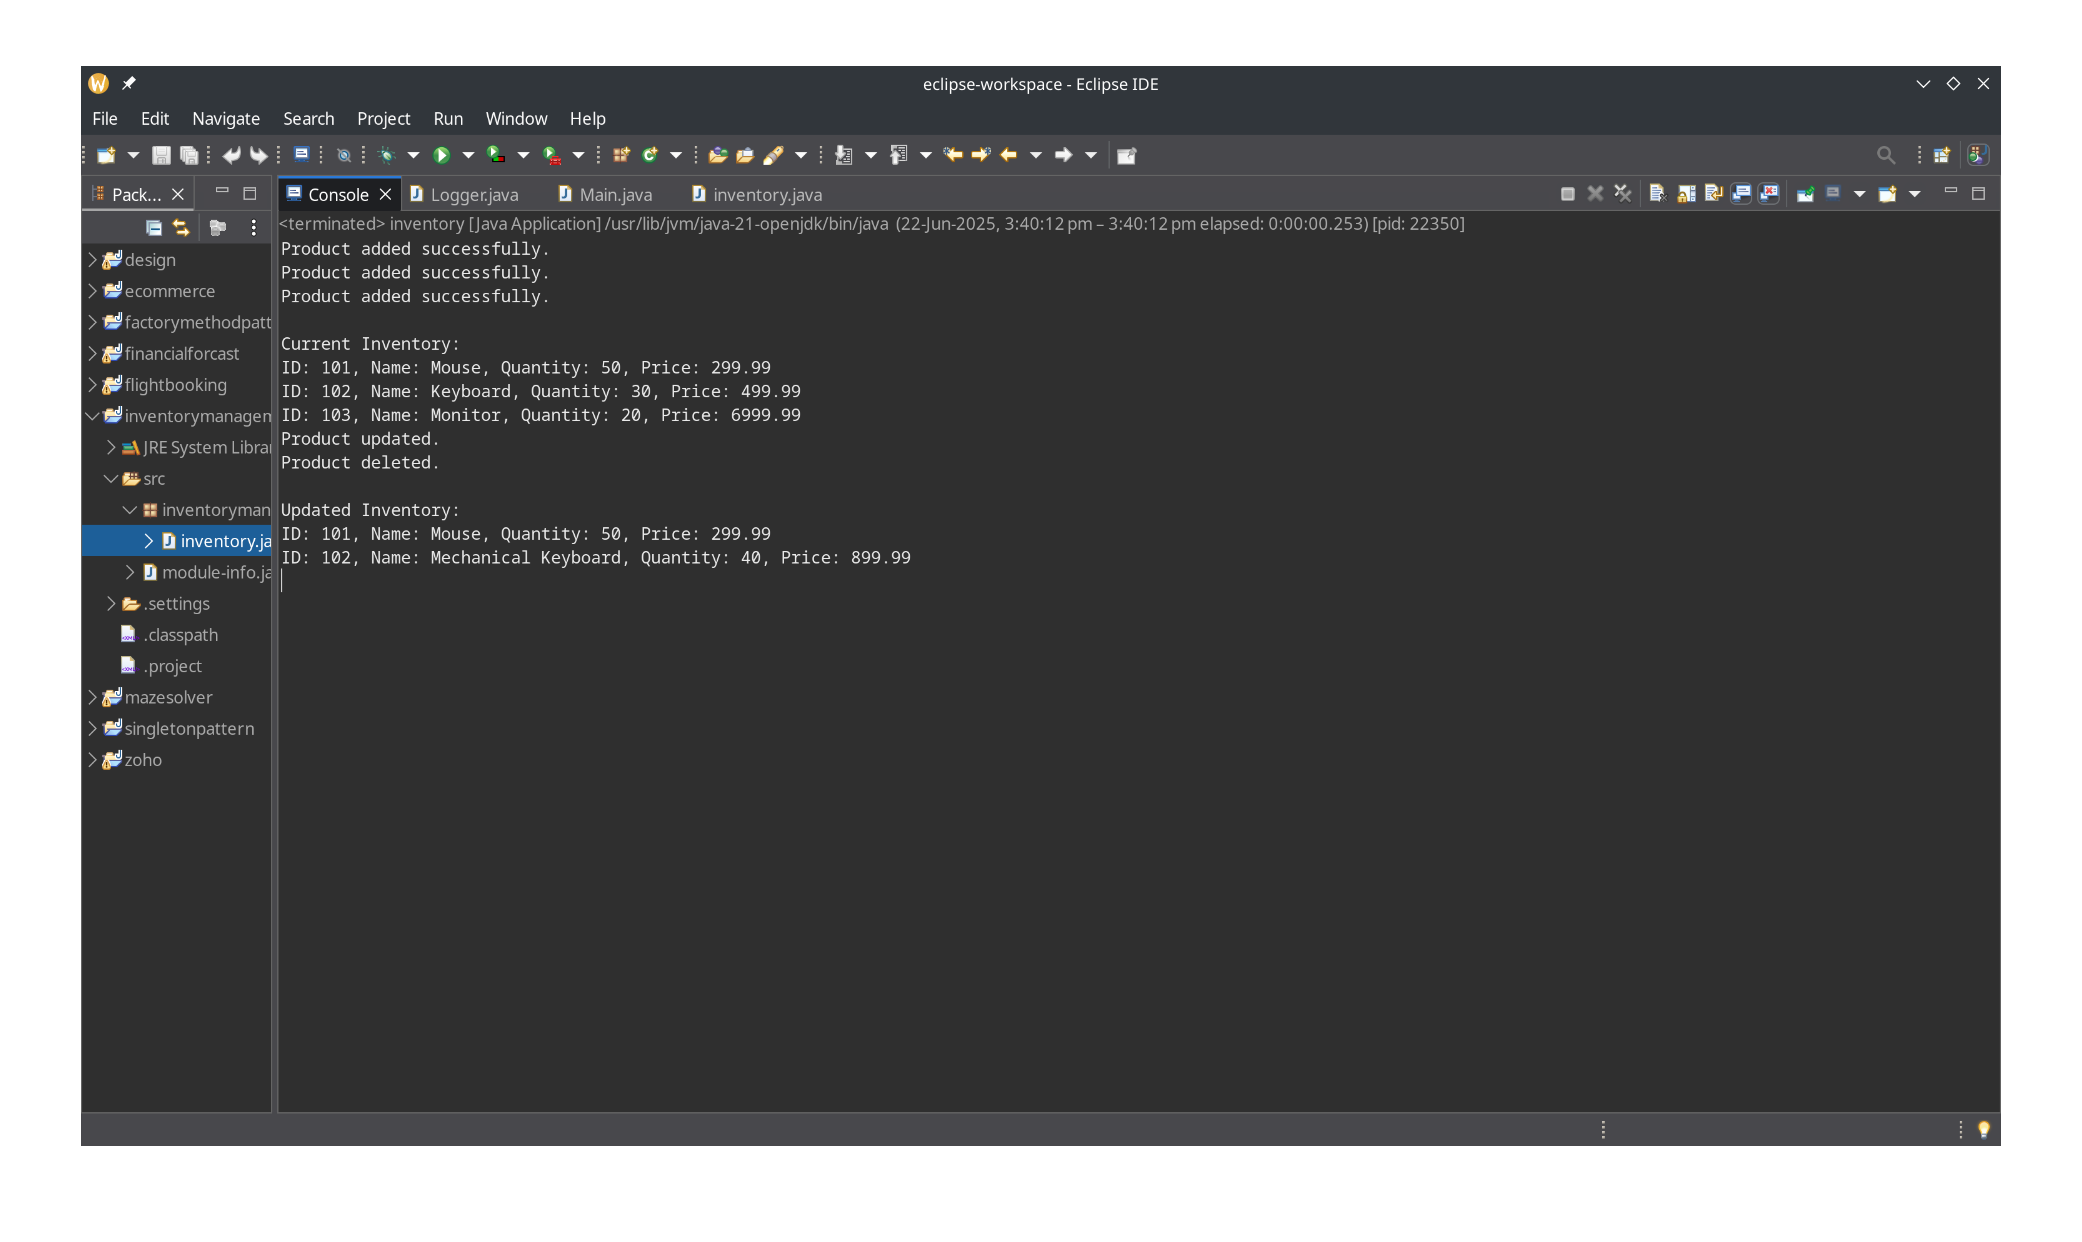 eclipse-workspace - Eclipse IDE
File Edit Navigate Search Project Run Window Help
Pack...
Console Logger.java Main.java inventory.java
<terminated> inventory [Java Application] /usr/lib/jvm/java-21-openjdk/bin/java (22-Jun-2025, 3:40:12 pm – 3:40:12 pm elapsed: 0:00:00.253) [pid: 22350]
design
ecommerce
factorymethodpatt
financialforcast
flightbooking
inventorymanagem
JRE System Librar
src
inventoryman
inventory.ja
module-info.ja
.settings
.classpath
.project
mazesolver
singletonpattern
zoho
Product added successfully.
Product added successfully.
Product added successfully.
Current Inventory:
ID: 101, Name: Mouse, Quantity: 50, Price: 299.99
ID: 102, Name: Keyboard, Quantity: 30, Price: 499.99
ID: 103, Name: Monitor, Quantity: 20, Price: 6999.99
Product updated.
Product deleted.
Updated Inventory:
ID: 101, Name: Mouse, Quantity: 50, Price: 299.99
ID: 102, Name: Mechanical Keyboard, Quantity: 40, Price: 899.99